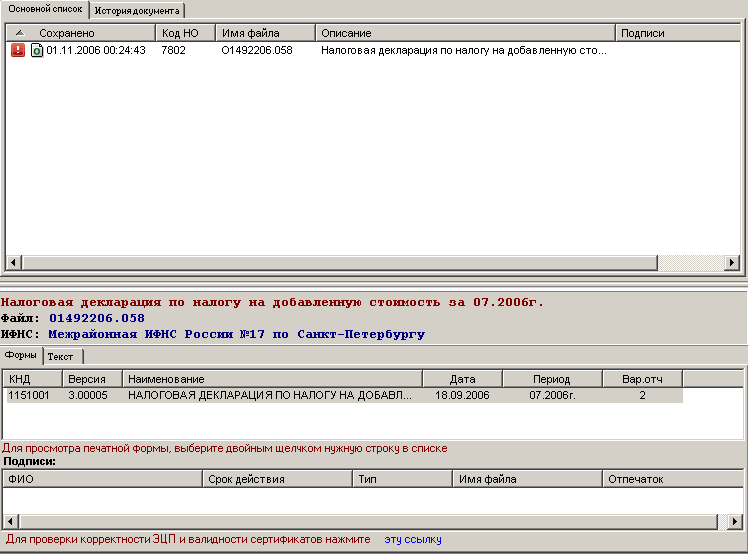 Основной список История документа
Сохранено Код НО Имя файла Описание Подписи
01.11.2006 00:24:43 7802 O1492206.058 Налоговая декларация по налогу на добавленную сто...
Налоговая декларация по налогу на добавленную стоимость за 07.2006г.
Файл: O1492206.058
ИФНС: Межрайонная ИФНС России №17 по Санкт-Петербургу
Формы Текст
КНД Версия Наименование Дата Период Вар.отч
1151001 3.00005 НАЛОГОВАЯ ДЕКЛАРАЦИЯ ПО НАЛОГУ НА ДОБАВЛ... 18.09.2006 07.2006г. 2
Для просмотра печатной формы, выберите двойным щелчком нужную строку в списке
Подписи:
ФИО Срок действия Тип Имя файла Отпечаток
Для проверки корректности ЭЦП и валидности сертификатов нажмите эту ссылку